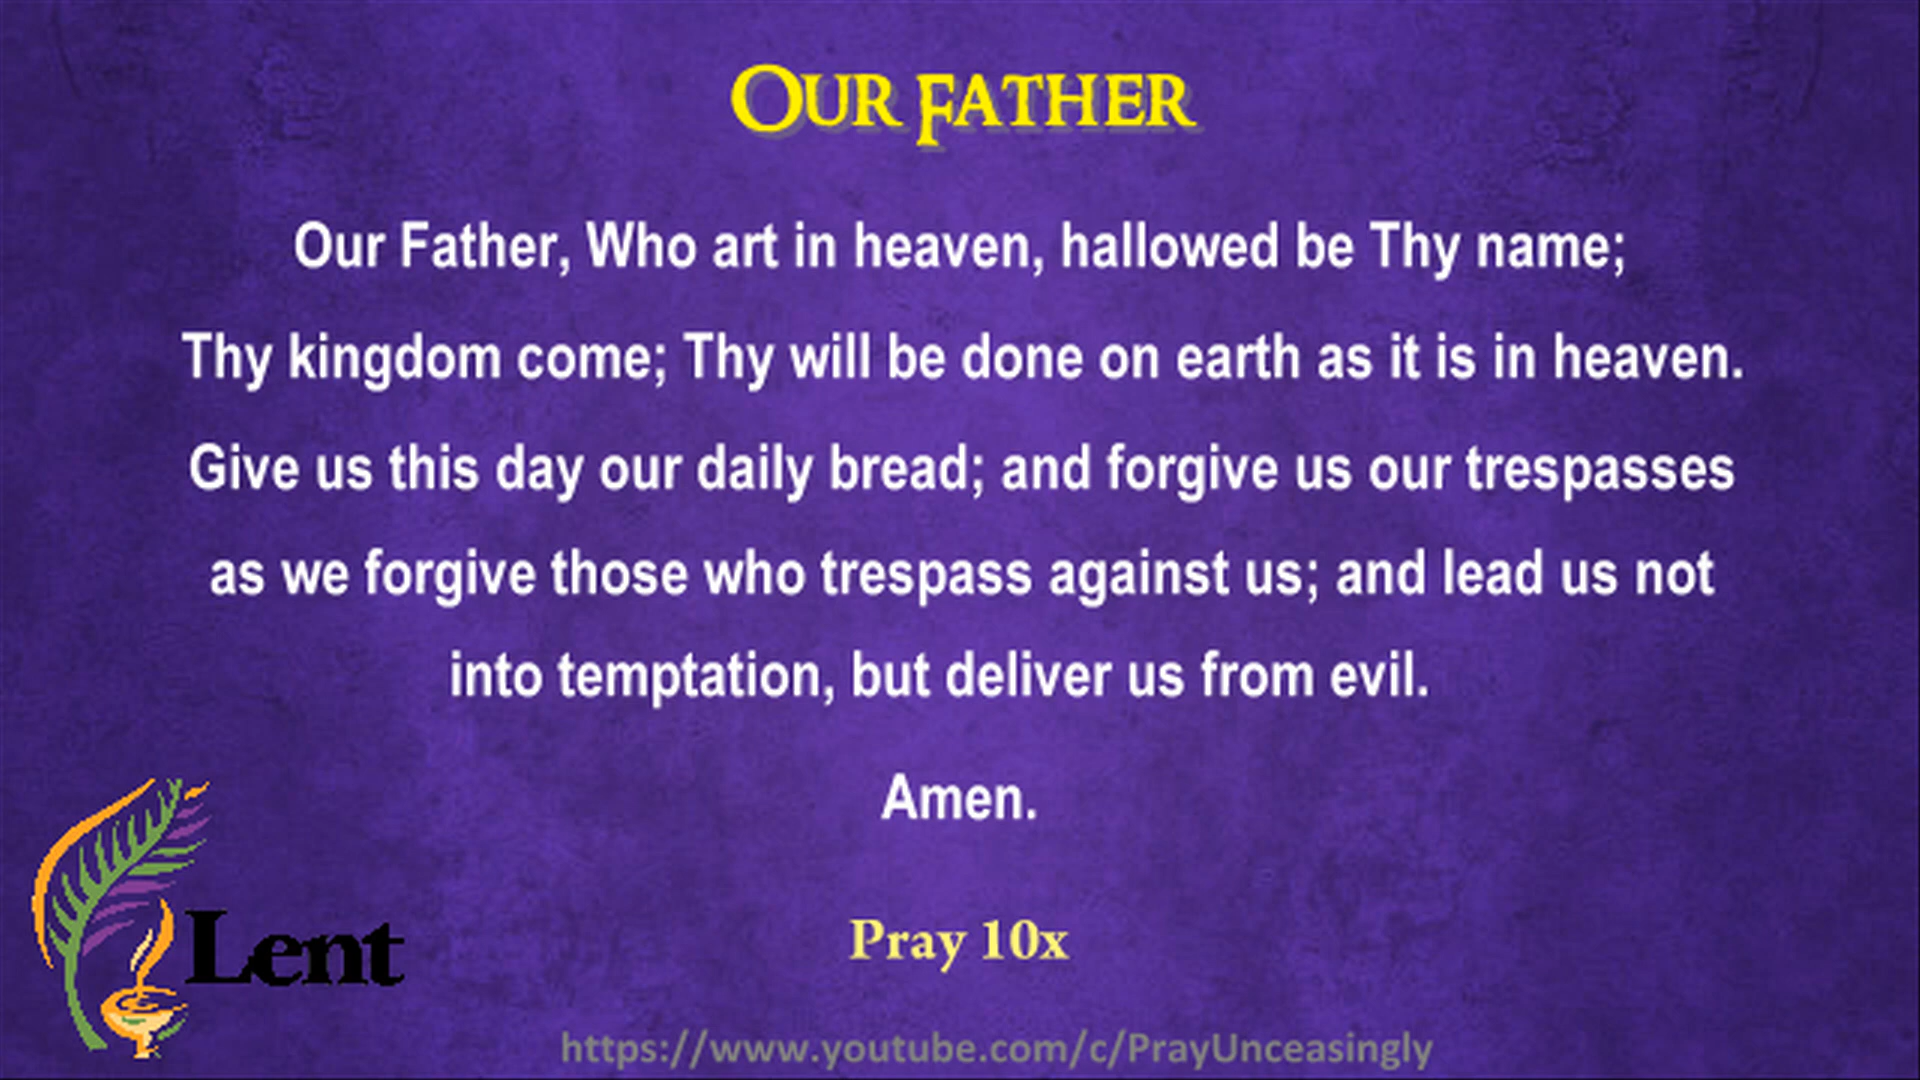 OUR FATHER
Our Father, Who art in heaven, hallowed be Thy name;
Thy kingdom come; Thy will be done on earth as it is in heaven.
Give us this day our daily bread; and forgive us our trespasses
as we forgive those who trespass against us; and lead us not
into temptation, but deliver us from evil.
Amen.
Lent
Pray 10x
https://www.youtube.com/c/PrayUnceasingly